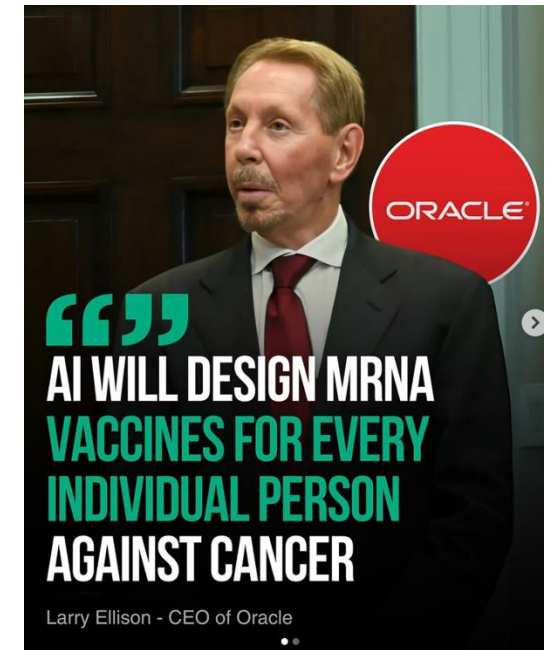 ORACLE®
AI WILL DESIGN MRNA
VACCINES FOR EVERY
INDIVIDUAL PERSON
AGAINST CANCER
Larry Ellison - CEO of Oracle